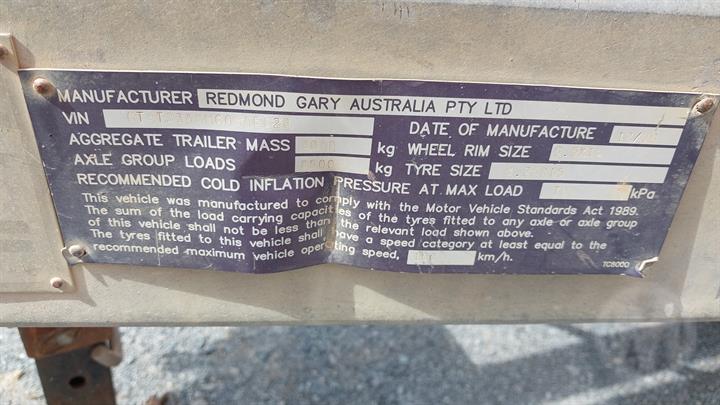 MANUFACTURER REDMOND GARY AUSTRALIA PTY LTD
VIN
DATE OF MANUFACTURE
AGGREGATE TRAILER MASS kg WHEEL RIM SIZE
AXLE GROUP LOADS kg TYRE SIZE
RECOMMENDED COLD INFLATION PRESSURE AT MAX LOAD kPa
This vehicle was manufactured to comply with the Motor Vehicle Standards Act 1989.
The sum of the load carrying capacities of the tyres fitted to any axle or axle group
of this vehicle shall not be less than the relevant load shown above.
The tyres fitted to this vehicle shall have a speed category at least equal to the
recommended maximum vehicle operating speed, km/h.
TC8000